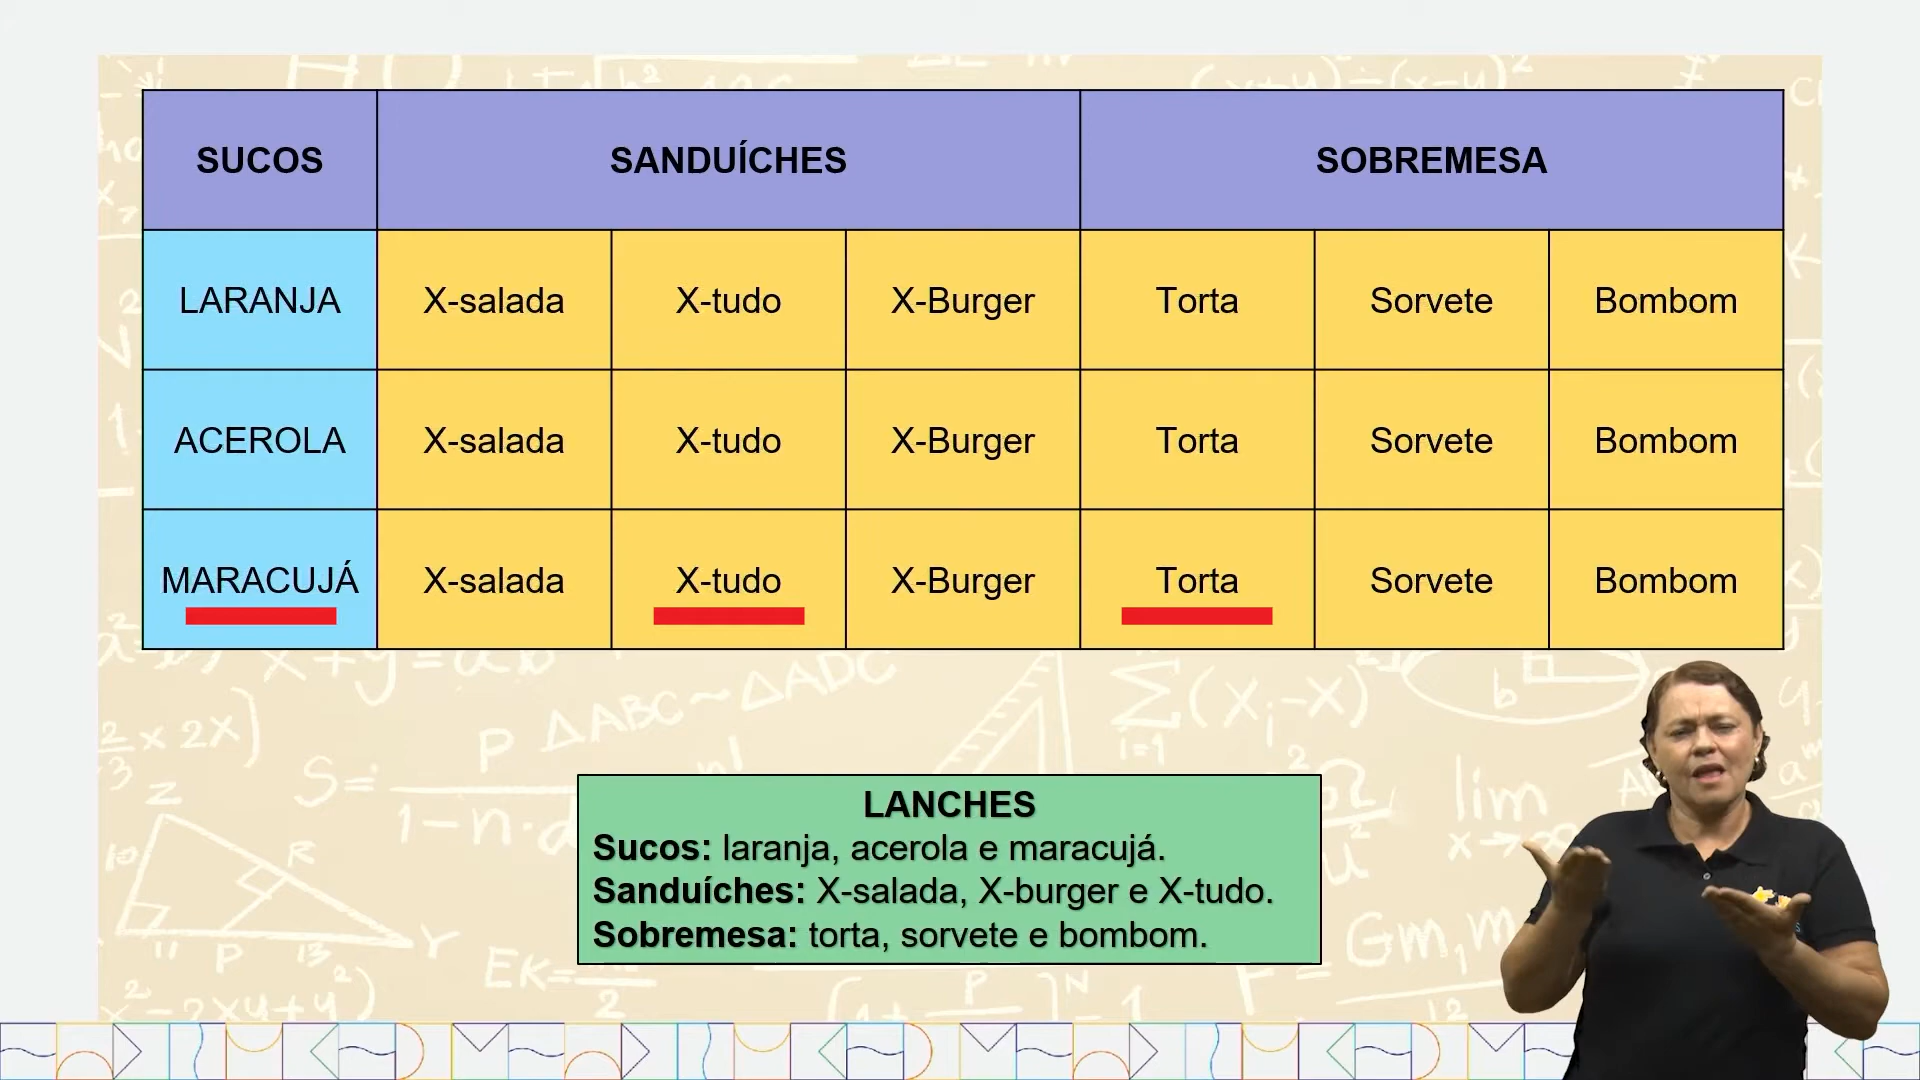 SUCOS SANDUÍCHES SOBREMESA
LARANJA X-salada X-tudo X-Burger Torta Sorvete Bombom
ACEROLA X-salada X-tudo X-Burger Torta Sorvete Bombom
MARACUJÁ X-salada X-tudo X-Burger Torta Sorvete Bombom
LANCHES
Sucos: laranja, acerola e maracujá.
Sanduíches: X-salada, X-burger e X-tudo.
Sobremesa: torta, sorvete e bombom.